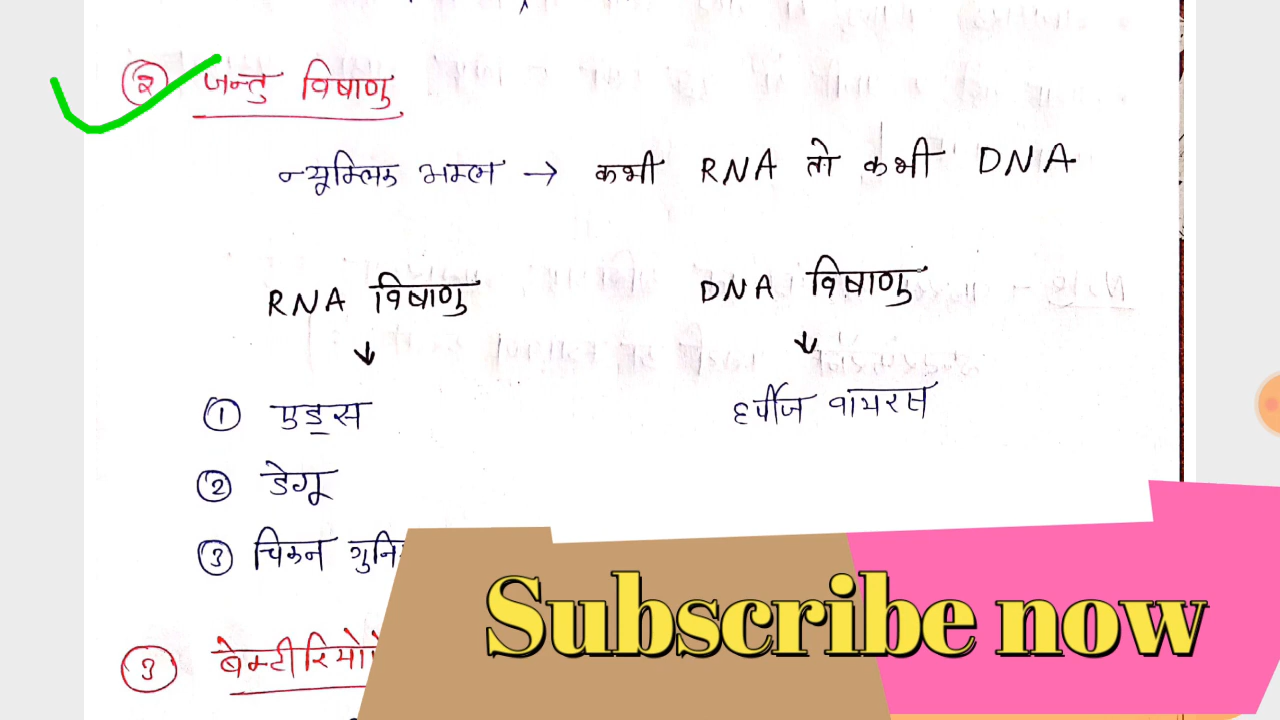 ② जन्तु विषाणु
न्यूक्लिक अम्ल → कभी RNA तो कभी DNA
RNA विषाणु DNA विषाणु
↓ ↓
① एड्स हर्पीज वायरस
② डेगू
③ चिकन गुनि
③ बैक्टीरियो
Subscribe now